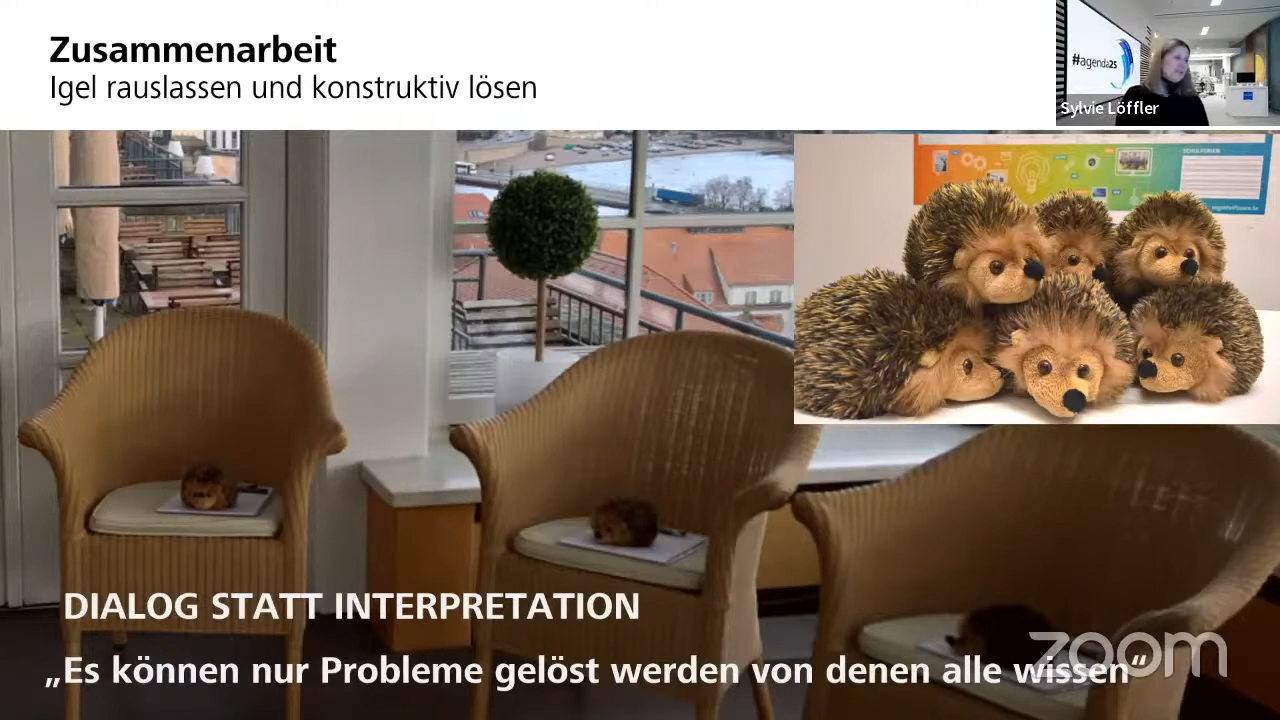 Zusammenarbeit
Igel rauslassen und konstruktiv lösen
#agenda25
Sylvie Löffler
SCHULFERIEN
DIALOG STATT INTERPRETATION
„Es können nur Probleme gelöst werden von denen alle wissen“
zoom